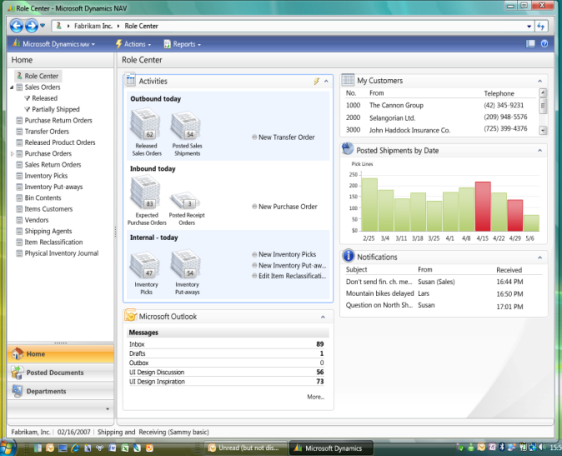 Role Center - Microsoft Dynamics NAV
Fabrikam Inc. Role Center
Microsoft Dynamics NAV Actions Reports
Home
Role Center
Sales Orders
Released
Partially Shipped
Purchase Return Orders
Transfer Orders
Released Product Orders
Purchase Orders
Sales Return Orders
Inventory Picks
Inventory Put-aways
Bin Contents
Items Customers
Vendors
Shipping Agents
Item Reclassification
Physical Inventory Journal
Home
Posted Documents
Departments
Role Center
Activities
Outbound today
62
54
Released Sales Orders
Posted Sales Shipments
New Transfer Order
Inbound today
83
3
Expected Purchase Orders
Posted Receipt Orders
New Purchase Order
Internal - today
47
54
Inventory Picks
Inventory Put-aways
New Inventory Picks
New Inventory Put-aw...
Edit Item Reclassificati...
Microsoft Outlook
Messages
Inbox 89
Drafts 1
Outbox 0
UI Design Discussion 56
UI Design Inspiration 73
More..
My Customers
No. From Telephone
1000 The Cannon Group (42) 345-9231
2000 Selangorian Ltd. (209) 948-5576
3000 John Haddock Insurance Co. (725) 399-4376
Posted Shipments by Date
Pick Lines
250
200
150
100
50
$0
2/25 3/4 3/11 3/18 3/25 4/1 4/8 4/15 4/22 4/29 5/6
Notifications
Subject From Received
Don't send fin. ch. me... Susan (Sales) 16:44 PM
Mountain bikes delayed Lars 16:50 PM
Question on North Sh... Susan 17:01 PM
Fabrikam, Inc. 02/16/2007 Shipping and Receiving (Sammy basic)
Unread (but not dis... Microsoft Dynamics